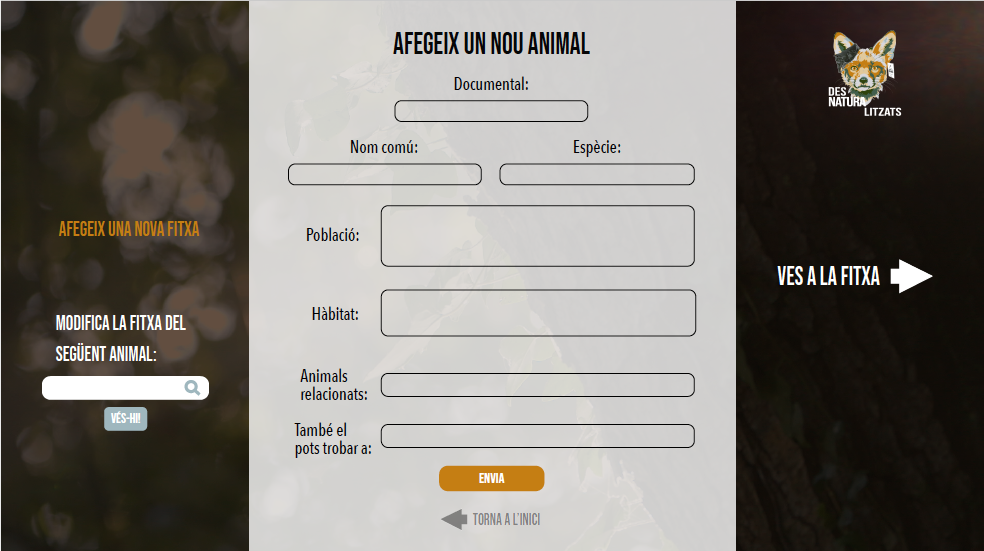 AFEGEIX UNA NOVA FITXA
MODIFICA LA FITXA DEL
SEGÜENT ANIMAL:
VÉS-HI!
AFEGEIX UN NOU ANIMAL
Documental:
Nom comú:
Espècie:
Població:
Hàbitat:
Animals
relacionats:
També el
pots trobar a:
ENVIA
TORNA A L'INICI
DES
NATURA
LITZATS
VES A LA FITXA